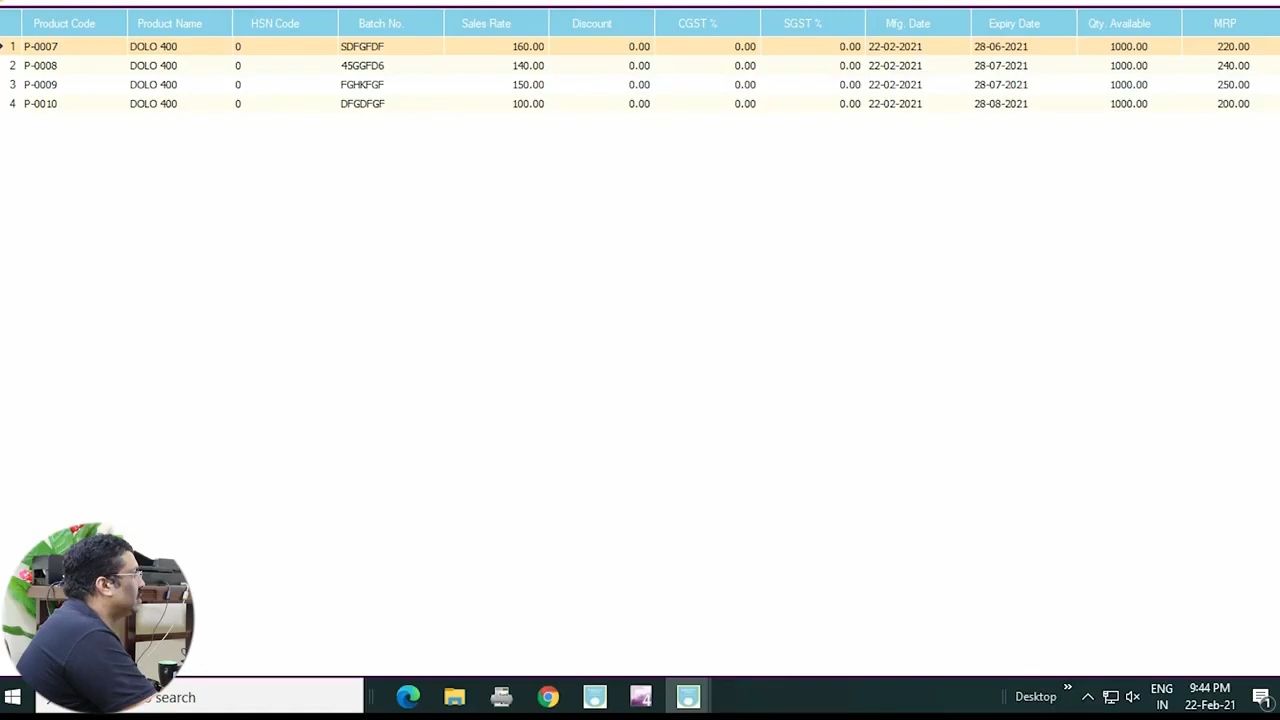 Product Code Product Name HSN Code Batch No. Sales Rate Discount CGST % SGST % Mfg. Date Expiry Date Qty. Available MRP
1 P-0007 DOLO 400 0 SDFGFDF 160.00 0.00 0.00 0.00 22-02-2021 28-06-2021 1000.00 220.00
2 P-0008 DOLO 400 0 45GGFD6 140.00 0.00 0.00 0.00 22-02-2021 28-07-2021 1000.00 240.00
3 P-0009 DOLO 400 0 FGHKFGF 150.00 0.00 0.00 0.00 22-02-2021 28-07-2021 1000.00 250.00
4 P-0010 DOLO 400 0 DFGDFGF 100.00 0.00 0.00 0.00 22-02-2021 28-08-2021 1000.00 200.00
search
4
Desktop
ENG
IN
9:44 PM
22-Feb-21
1